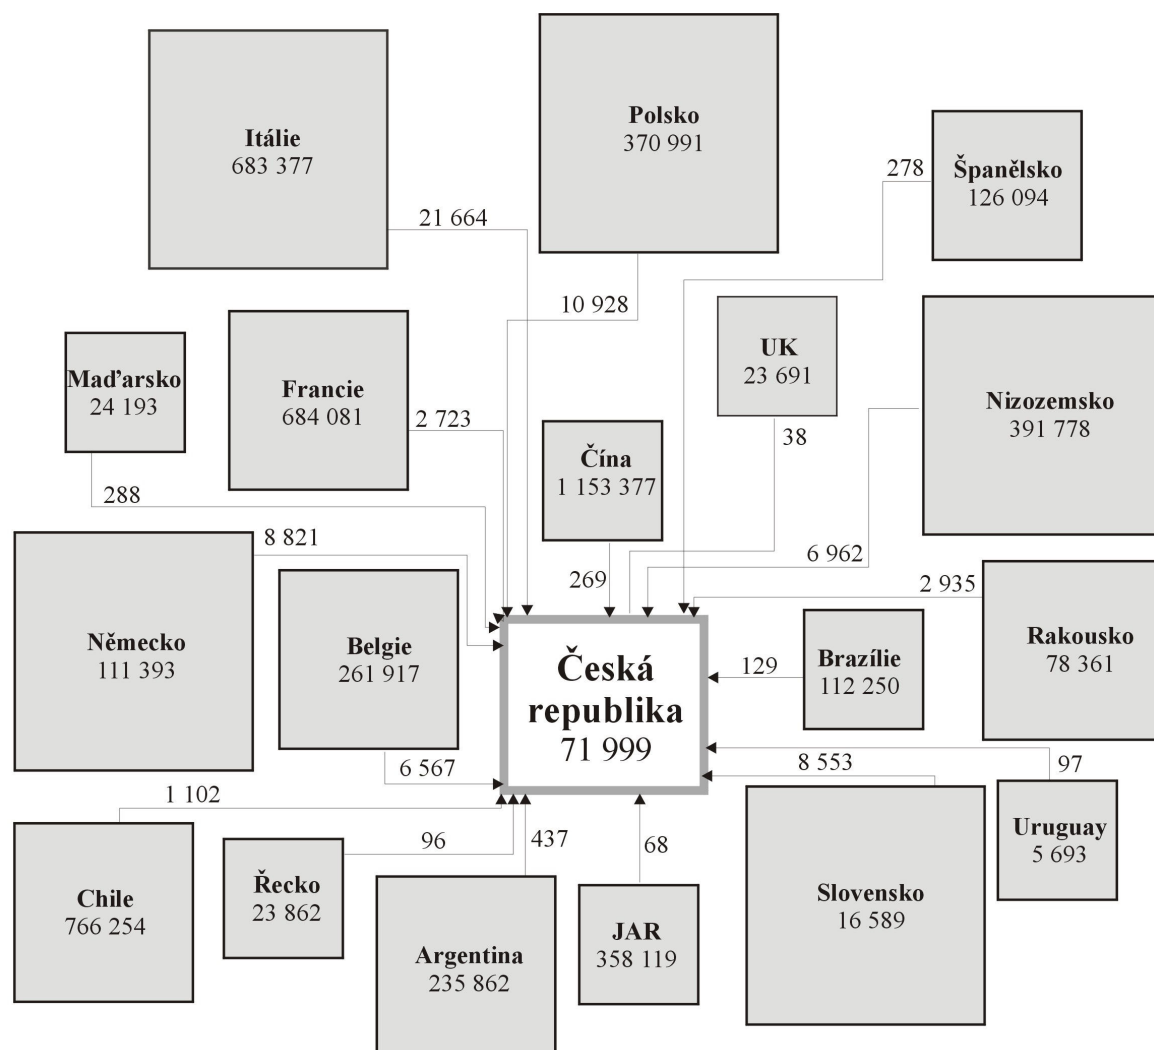 Itálie
683 377
Polsko
370 991
Španělsko
126 094
278
21 664
10 928
UK
23 691
Nizozemsko
391 778
Maďarsko
24 193
Francie
684 081
2 723
38
Čína
1 153 377
288
8 821
269
6 962
2 935
Německo
111 393
Belgie
261 917
Česká
republika
71 999
129
Brazílie
112 250
Rakousko
78 361
6 567
8 553
97
1 102
96
437
68
Chile
766 254
Řecko
23 862
Argentina
235 862
JAR
358 119
Slovensko
16 589
Uruguay
5 693